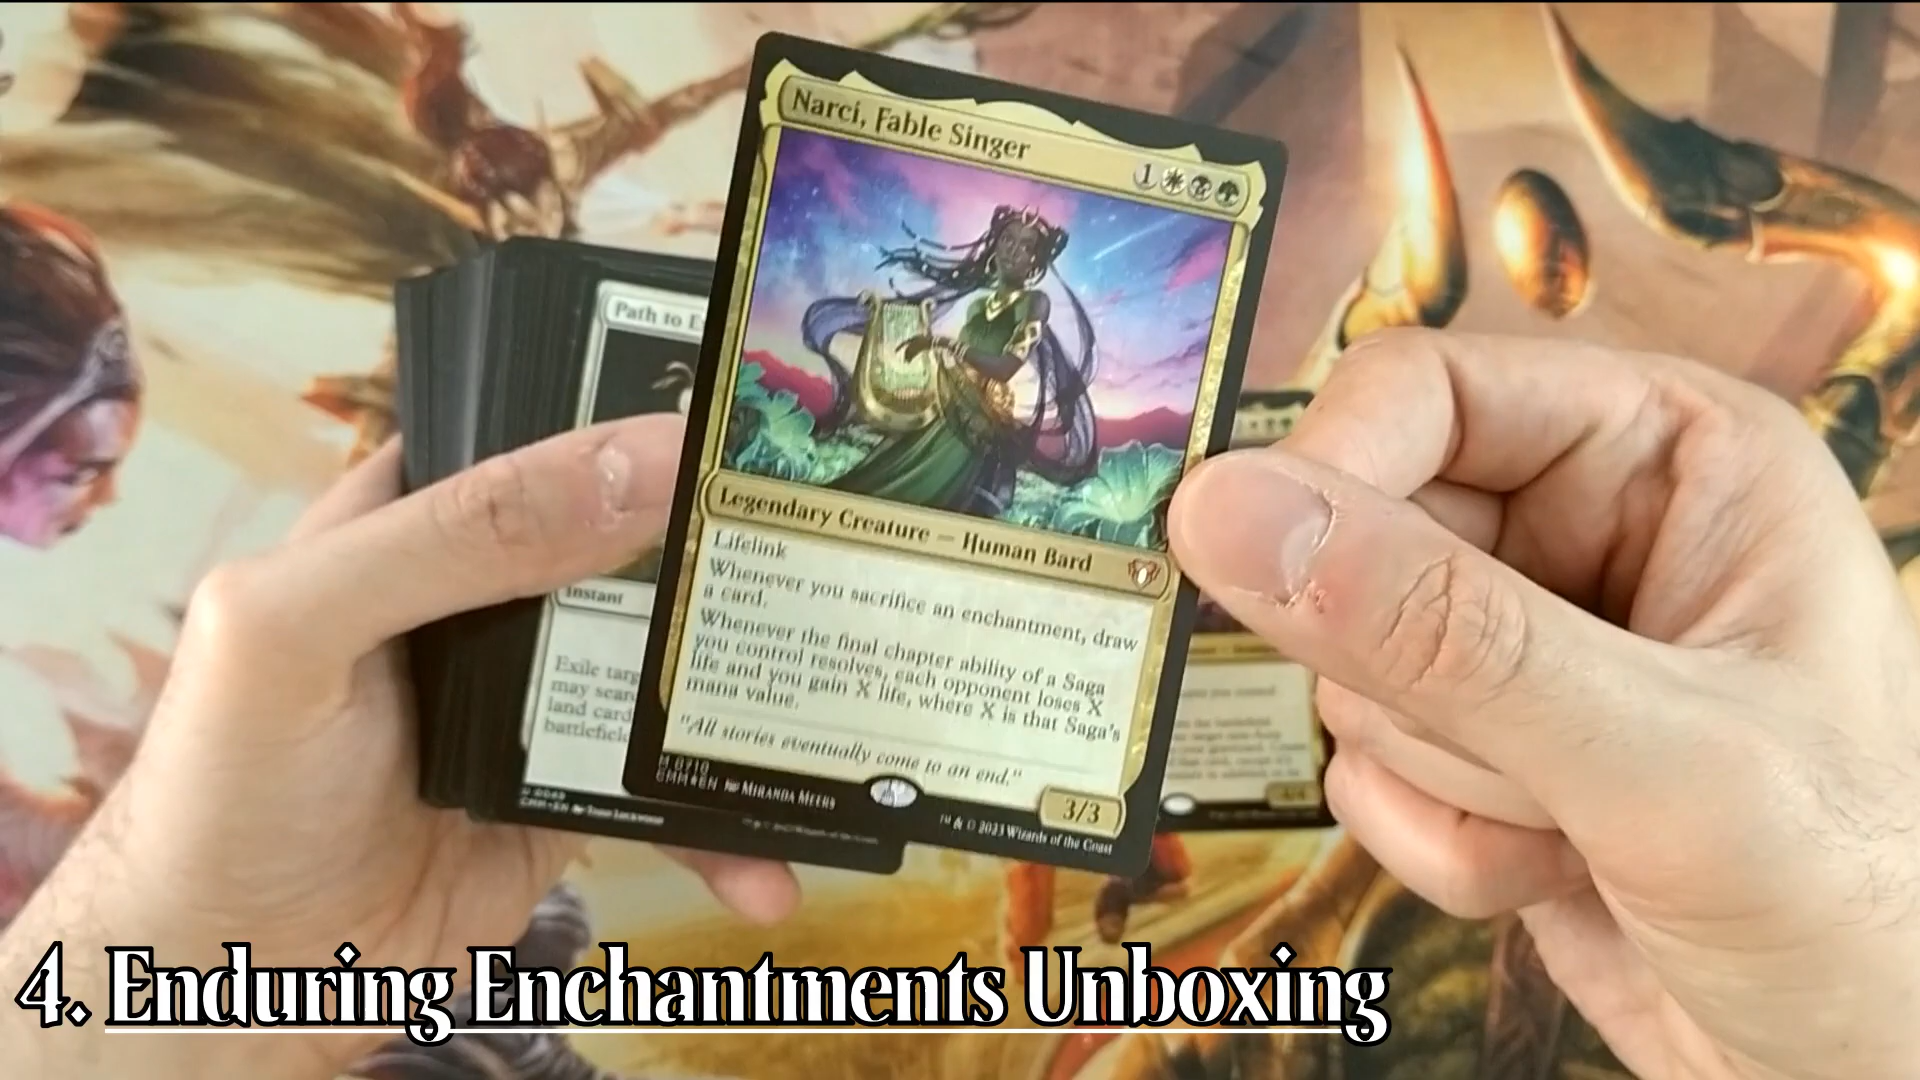 Narci, Fable Singer
1
Legendary Creature — Human Bard
Lifelink
Whenever you sacrifice an enchantment, draw
a card.
Whenever the final chapter ability of a Saga
you control resolves, each opponent loses X
life and you gain X life, where X is that Saga's
mana value.
"All stories eventually come to an end."
3/3
M 0710
CMM • EN MIRANDA MEEKS
™ & © 2023 Wizards of the Coast
Path to
Instant
Exile
may
land card
4. Enduring Enchantments Unboxing